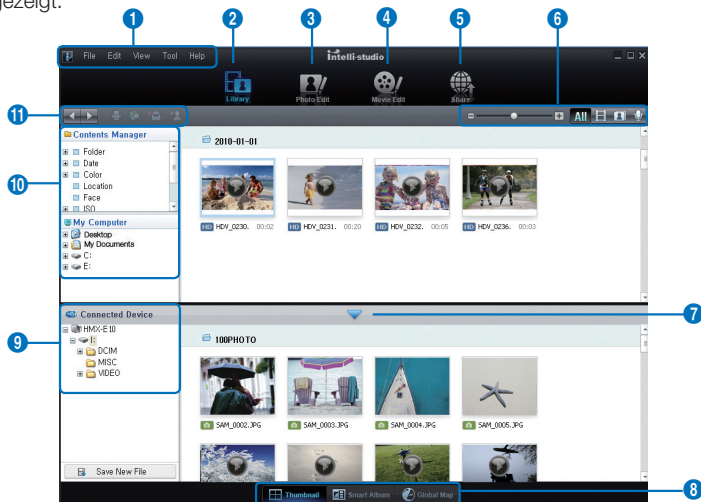 gezeigt.
1 2 3 4 5 6
File Edit View Tool Help
intelli-studio
Library Photo Edit Movie Edit Share
11
All
Contents Manager
2010-01-01
Folder
Date
Color
Location
Face
ISO
10
HD HDV_0230. 00:02 HD HDV_0231. 00:20 HD HDV_0232. 00:05 HD HDV_0236. 00:03
My Computer
Desktop
My Documents
C:
E:
Connected Device
7
9
HMX-E10
I:
DCIM
MISC
VIDEO
100PHOTO
SAM_0002.JPG SAM_0003.JPG SAM_0004.JPG SAM_0005.JPG
Save New File
Thumbnail Smart Album Global Map
8